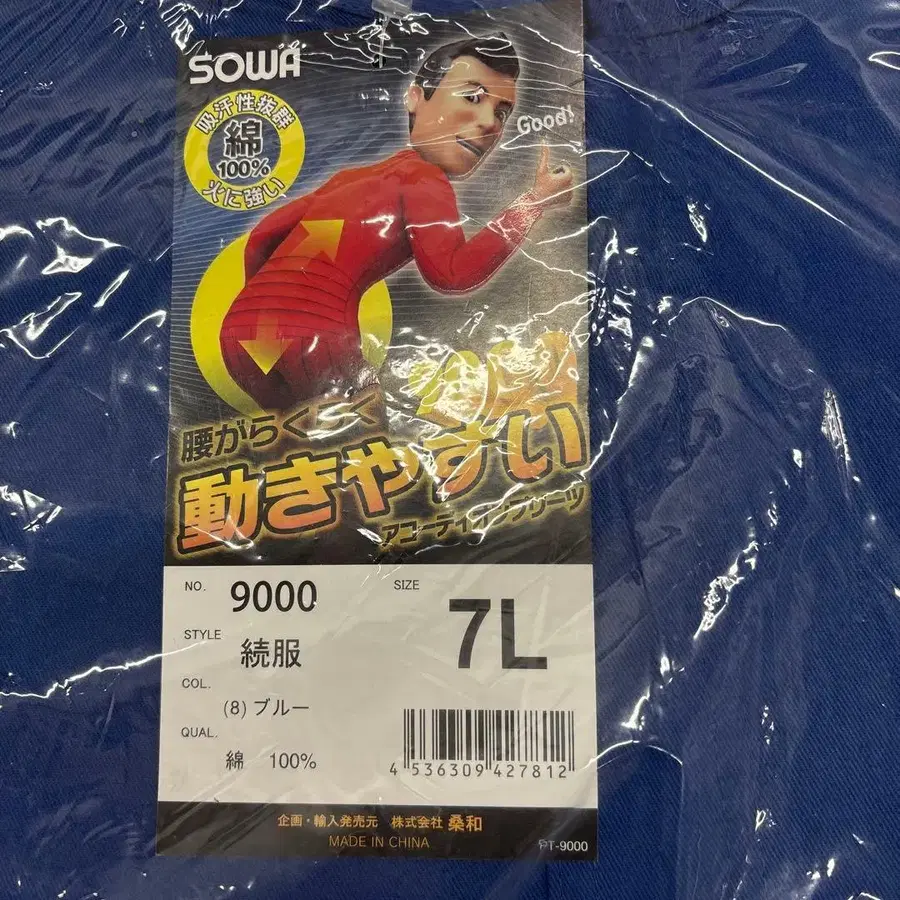 SOWA
吸汗性抜群
綿
100%
火に強い
Good!
腰がらくーく
動きやすい
アコーディオンプリーツ
NO. 9000
SIZE 7L
STYLE 続服
COL. (8) ブルー
QUAL. 綿 100%
4 536309 427812
企画・輸入発売元 株式会社 桑和
MADE IN CHINA
PT-9000